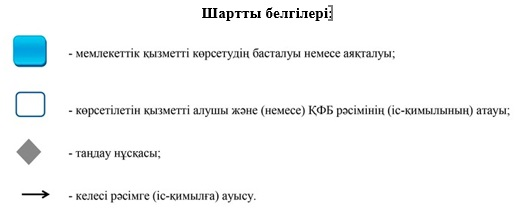 Шартты белгілері:
- мемлекеттік қызметті көрсетудің басталуы немесе аяқталуы;
- көрсетілетін қызметті алушы және (немесе) ҚФБ рәсімінің (іс-қимылының) атауы;
- таңдау нұсқасы;
- келесі рәсімге (іс-қимылға) ауысу.